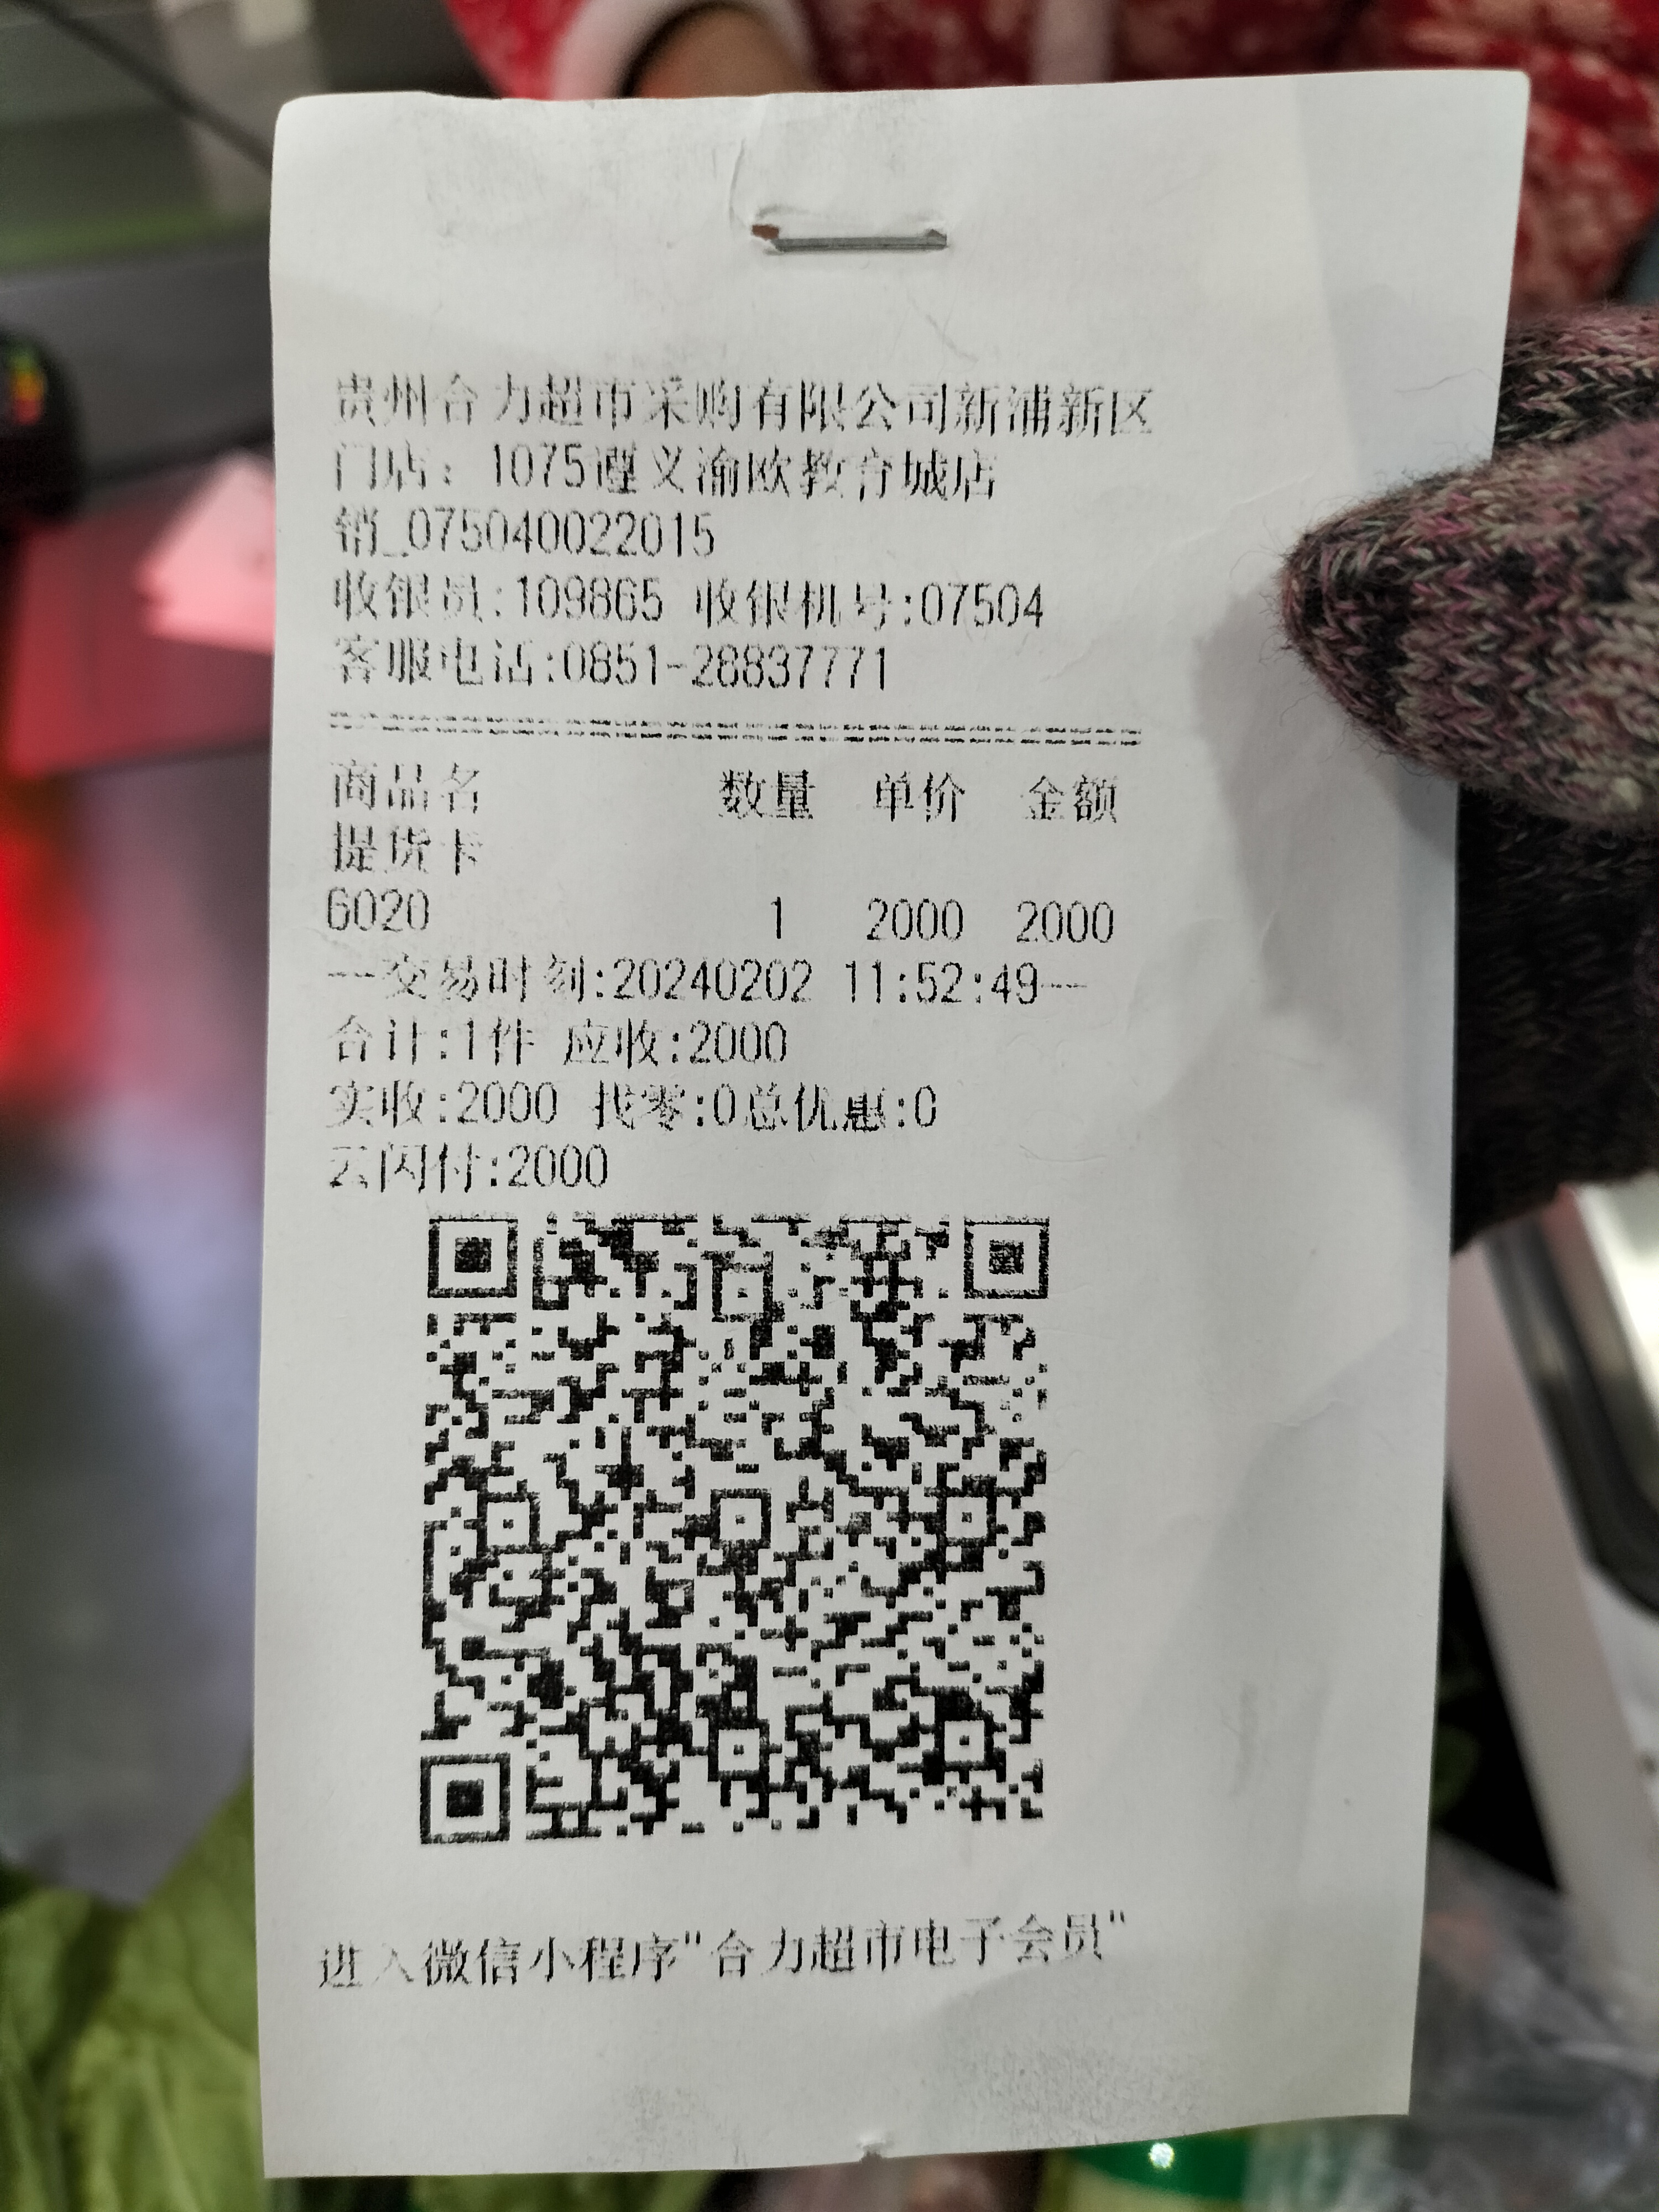 贵州合力超市采购有限公司新浦新区
门店：1075遵义渝欧教育城店
销_075040022015
收银员:109865 收银机号:07504
客服电话:0851-28837771
商品名 数量 单价 金额
提货卡
6020 1 2000 2000
--交易时刻:20240202 11:52:49--
合计:1件 应收:2000
实收:2000 找零:0总优惠:0
云闪付:2000
进入微信小程序"合力超市电子会员"